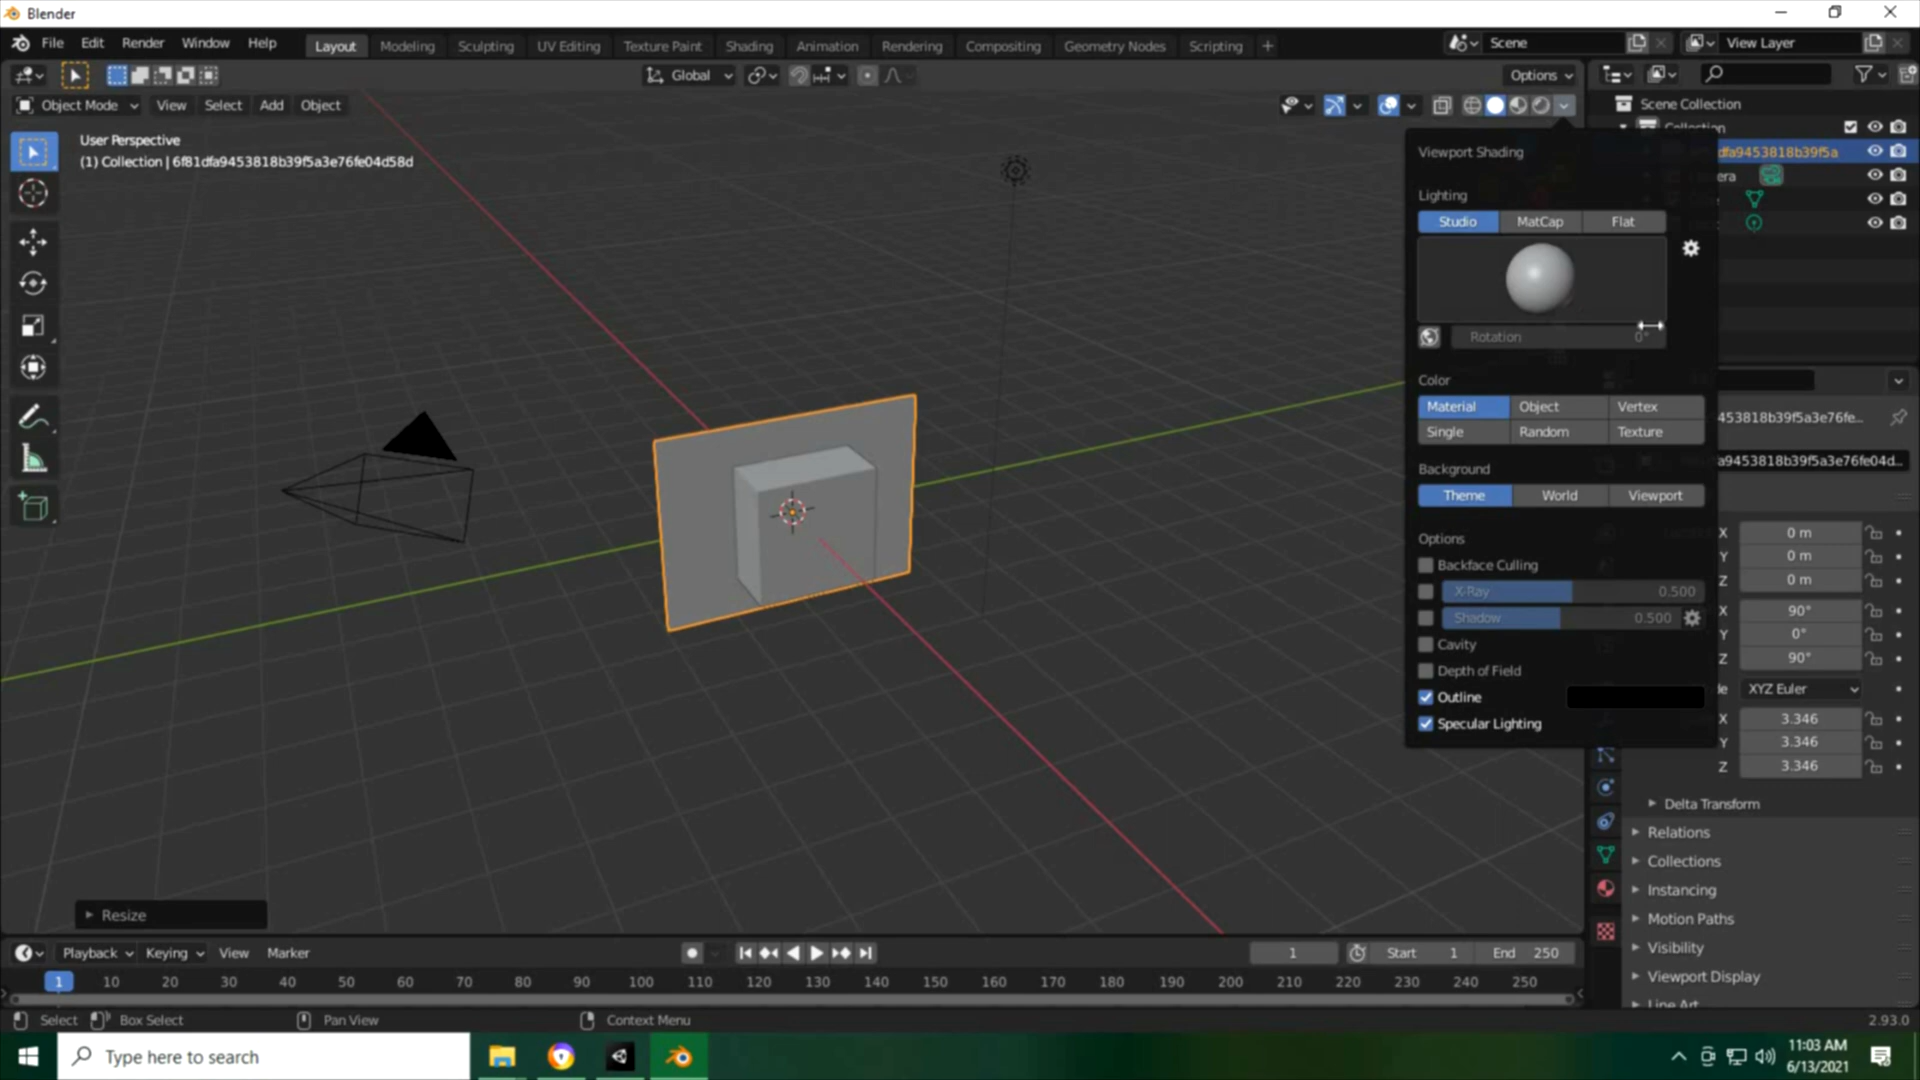 Blender
File Edit Render Window Help Layout Modeling Sculpting UV Editing Texture Paint Shading Animation Rendering Compositing Geometry Nodes Scripting + Scene View Layer
Global Options
Object Mode View Select Add Object
User Perspective
(1) Collection | 6f81dfa9453818b39f5a3e76fe04d58d
Scene Collection
Collection
dfa9453818b39f5a
era
Viewport Shading
Lighting
Studio MatCap Flat
Rotation 0°
Color
Material Object Vertex
Single Random Texture
Background
Theme World Viewport
Options
Backface Culling
X-Ray 0.500
Shadow 0.500
Cavity
Depth of Field
Outline
Specular Lighting
453818b39f5a3e76fe...
a9453818b39f5a3e76fe04d...
X 0 m
Y 0 m
Z 0 m
X 90°
Y 0°
Z 90°
XYZ Euler
X 3.346
Y 3.346
Z 3.346
Delta Transform
Relations
Collections
Instancing
Motion Paths
Visibility
Viewport Display
Line Art
Resize
Playback Keying View Marker 1 Start 1 End 250
1 10 20 30 40 50 60 70 80 90 100 110 120 130 140 150 160 170 180 190 200 210 220 230 240 250
Select Box Select Pan View Context Menu 2.93.0
Type here to search
11:03 AM
6/13/2021